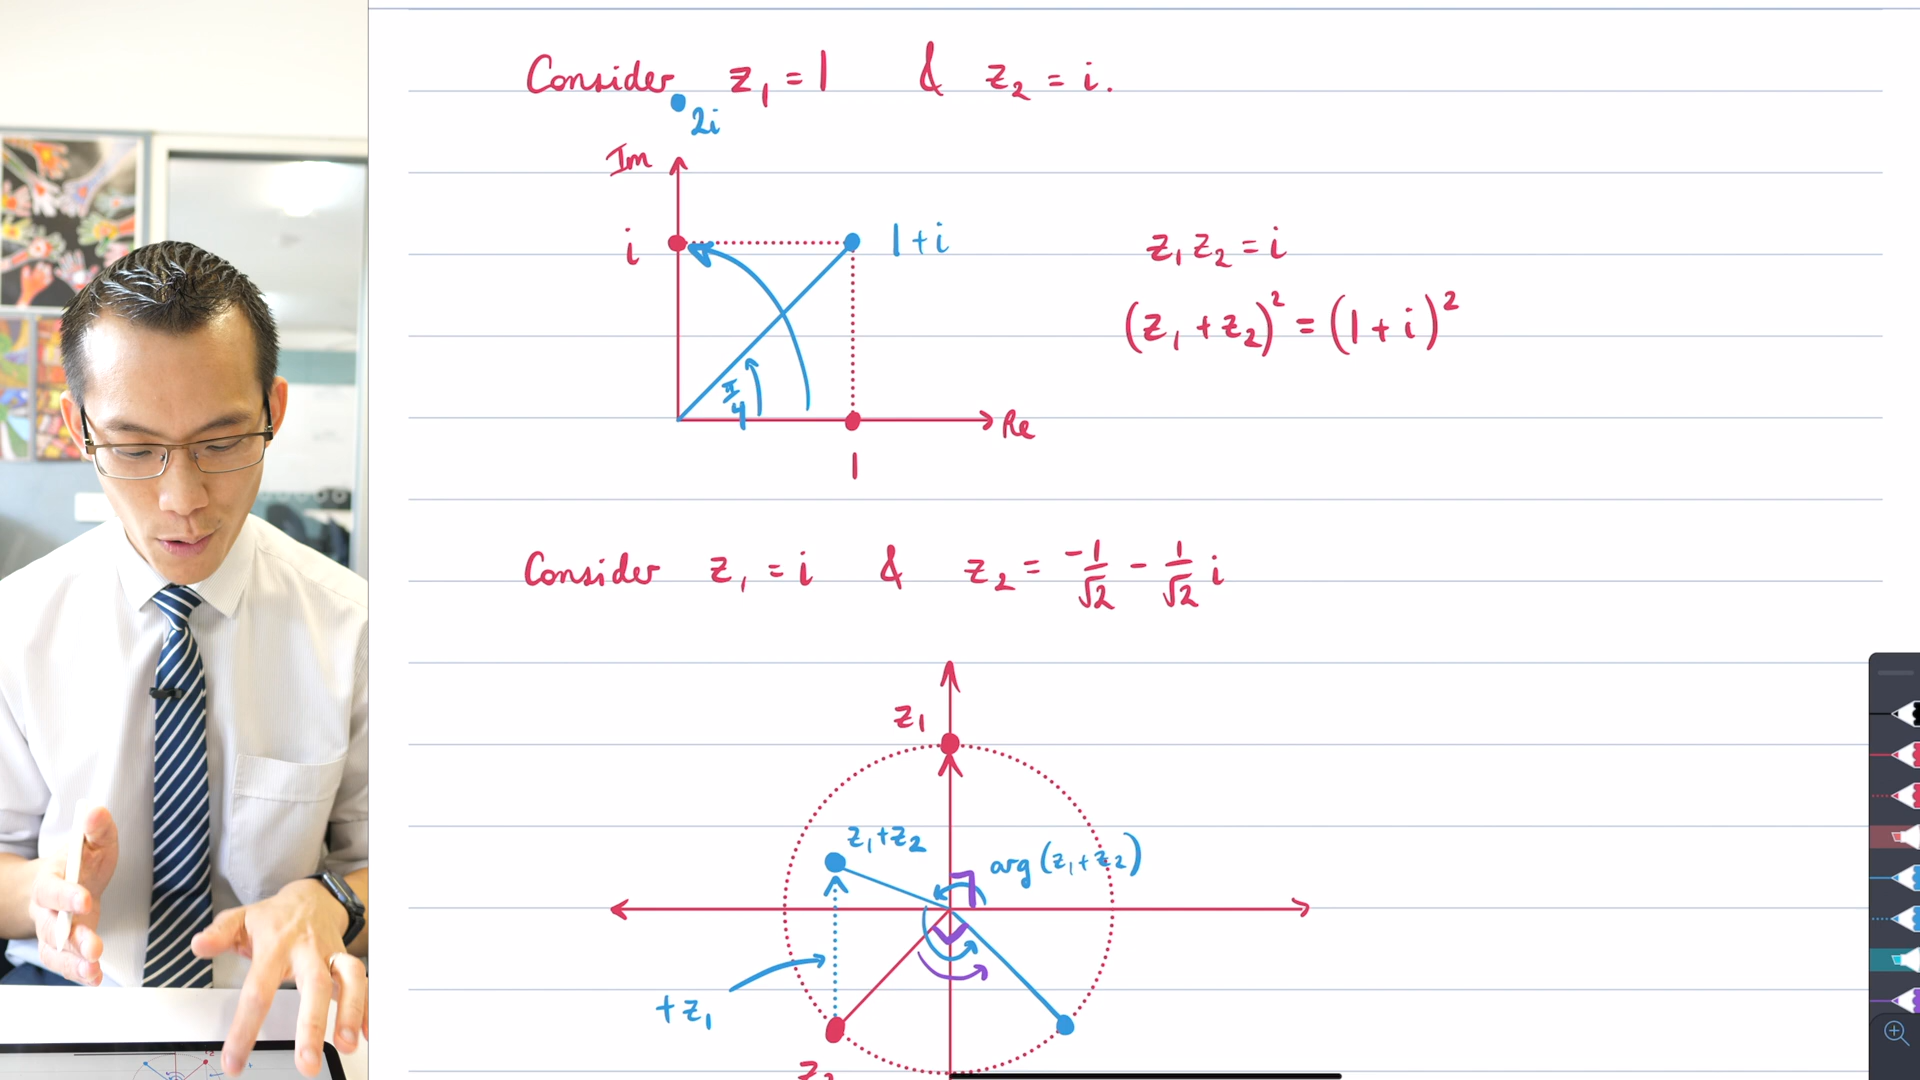 Consider z₁ = 1 & z₂ = i.
2i
Im
i
1+i
π/4
Re
1
z₁z₂ = i
(z₁+z₂)² = (1+i)²
Consider z₁ = i & z₂ = -1/√2 - 1/√2 i
z₁
z₁+z₂
arg(z₁+z₂)
+z₁
z₂